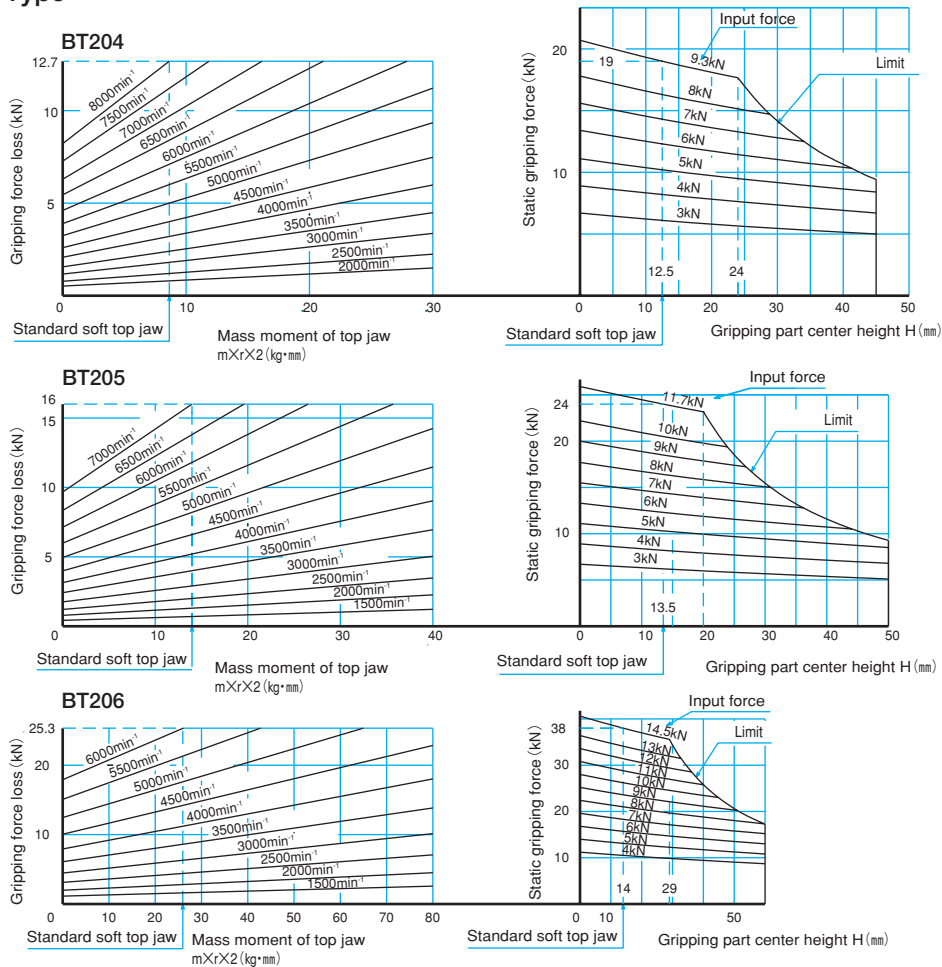 Type
BT204
12.7
10
5
Gripping force loss (kN)
8000min⁻¹
7500min⁻¹
7000min⁻¹
6500min⁻¹
6000min⁻¹
5500min⁻¹
5000min⁻¹
4500min⁻¹
4000min⁻¹
3500min⁻¹
3000min⁻¹
2500min⁻¹
2000min⁻¹
0 10 20 30
Standard soft top jaw
Mass moment of top jaw
m×r×2 (kg·mm)
Static gripping force (kN)
20
19
10
Input force
Limit
9.3kN
8kN
7kN
6kN
5kN
4kN
3kN
12.5 24
0 10 20 30 40 50
Standard soft top jaw
Gripping part center height H (mm)
BT205
16
15
10
5
Gripping force loss (kN)
7000min⁻¹
6500min⁻¹
6000min⁻¹
5500min⁻¹
5000min⁻¹
4500min⁻¹
4000min⁻¹
3500min⁻¹
3000min⁻¹
2500min⁻¹
2000min⁻¹
1500min⁻¹
0 10 20 30 40
Standard soft top jaw
Mass moment of top jaw
m×r×2 (kg·mm)
Static gripping force (kN)
24
20
10
Input force
Limit
11.7kN
10kN
9kN
8kN
7kN
6kN
5kN
4kN
3kN
13.5
0 10 20 30 40 50
Standard soft top jaw
Gripping part center height H (mm)
BT206
25.3
20
10
Gripping force loss (kN)
6000min⁻¹
5500min⁻¹
5000min⁻¹
4500min⁻¹
4000min⁻¹
3500min⁻¹
3000min⁻¹
2500min⁻¹
2000min⁻¹
1500min⁻¹
0 10 20 30 40 50 60 70 80
Standard soft top jaw
Mass moment of top jaw
m×r×2 (kg·mm)
Static gripping force (kN)
38
30
20
10
Input force
Limit
14.5kN
13kN
12kN
11kN
10kN
9kN
8kN
7kN
6kN
5kN
4kN
14 29
0 10 50
Standard soft top jaw
Gripping part center height H (mm)